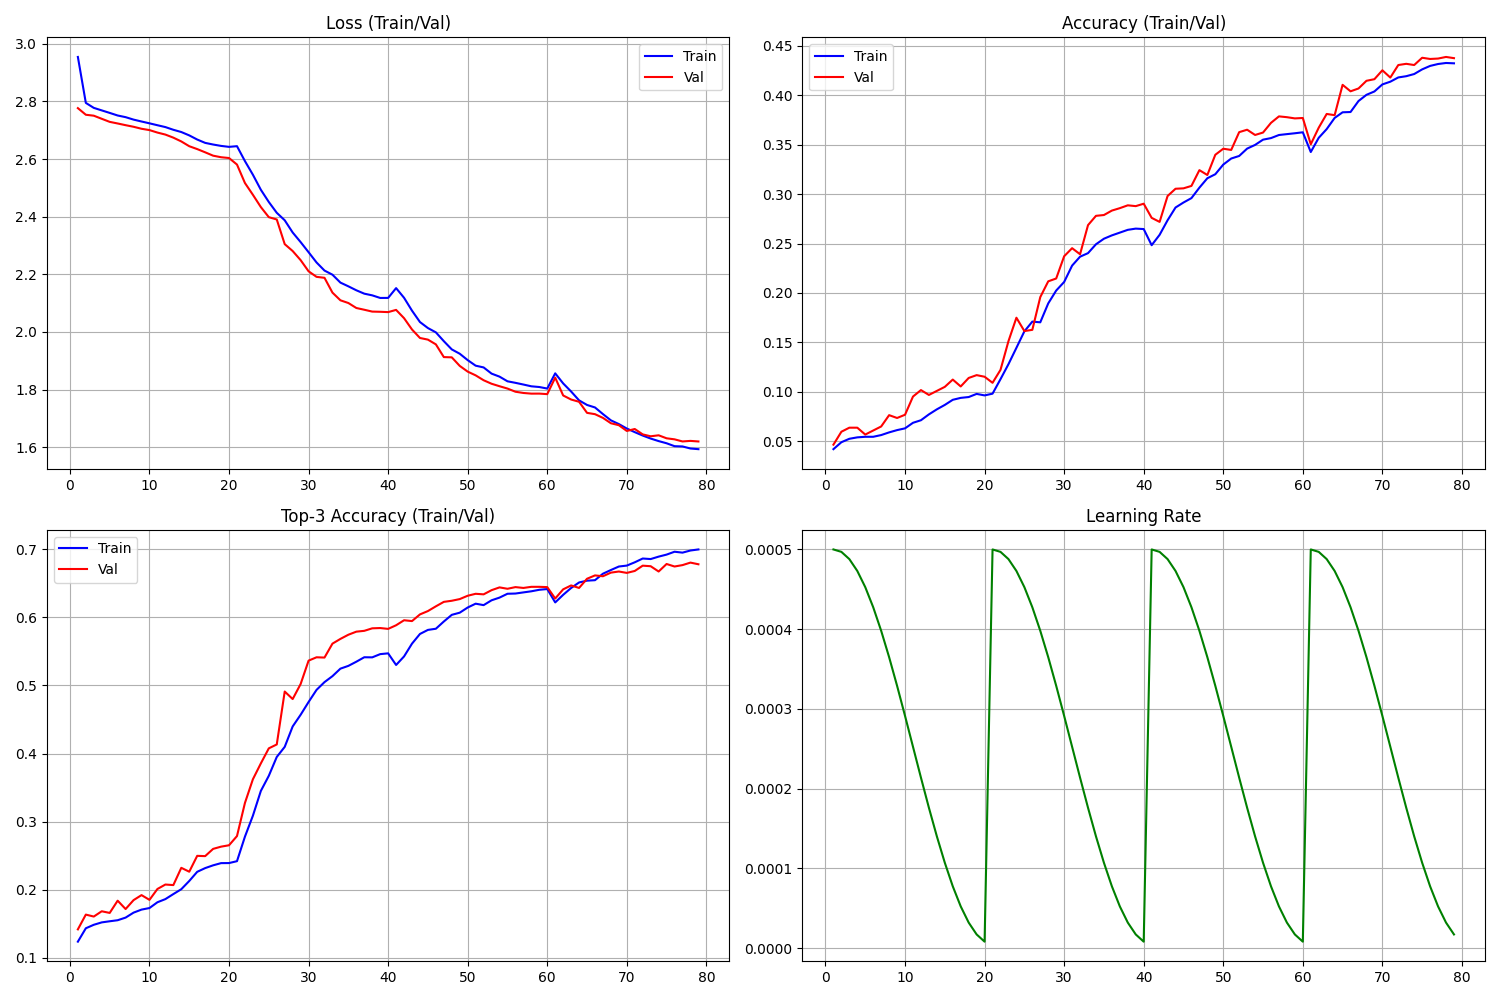 Loss (Train/Val)
3.0
2.8
2.6
2.4
2.2
2.0
1.8
1.6
0 10 20 30 40 50 60 70 80
Train
Val
Accuracy (Train/Val)
0.45
0.40
0.35
0.30
0.25
0.20
0.15
0.10
0.05
0 10 20 30 40 50 60 70 80
Train
Val
Top-3 Accuracy (Train/Val)
0.7
0.6
0.5
0.4
0.3
0.2
0.1
0 10 20 30 40 50 60 70 80
Train
Val
Learning Rate
0.0005
0.0004
0.0003
0.0002
0.0001
0.0000
0 10 20 30 40 50 60 70 80